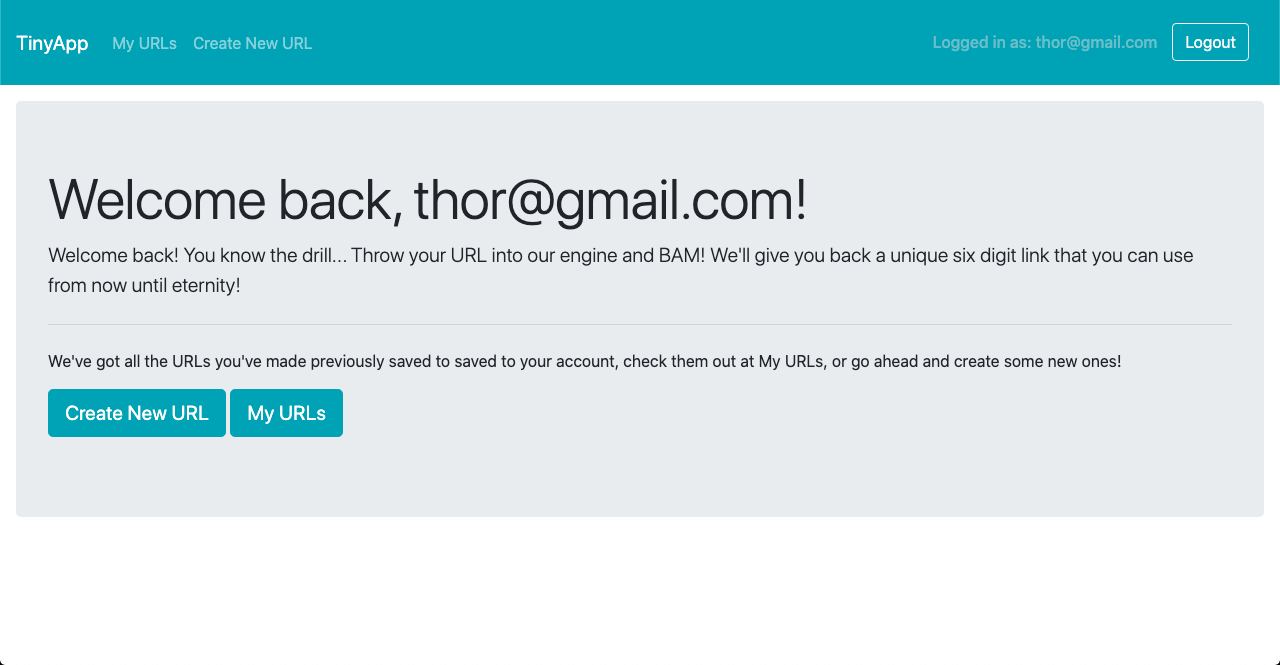 TinyApp My URLs Create New URL Logged in as: thor@gmail.com Logout
Welcome back, thor@gmail.com!
Welcome back! You know the drill... Throw your URL into our engine and BAM! We'll give you back a unique six digit link that you can use
from now until eternity!
We've got all the URLs you've made previously saved to saved to your account, check them out at My URLs, or go ahead and create some new ones!
Create New URL My URLs